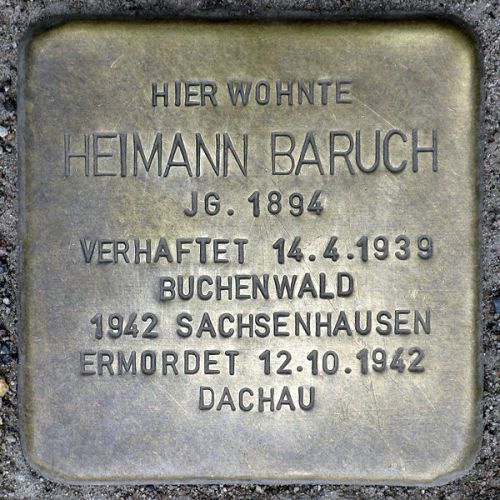 HIER WOHNTE
HEIMANN BARUCH
JG. 1894
VERHAFTET 14.4.1939
BUCHENWALD
1942 SACHSENHAUSEN
ERMORDET 12.10.1942
DACHAU